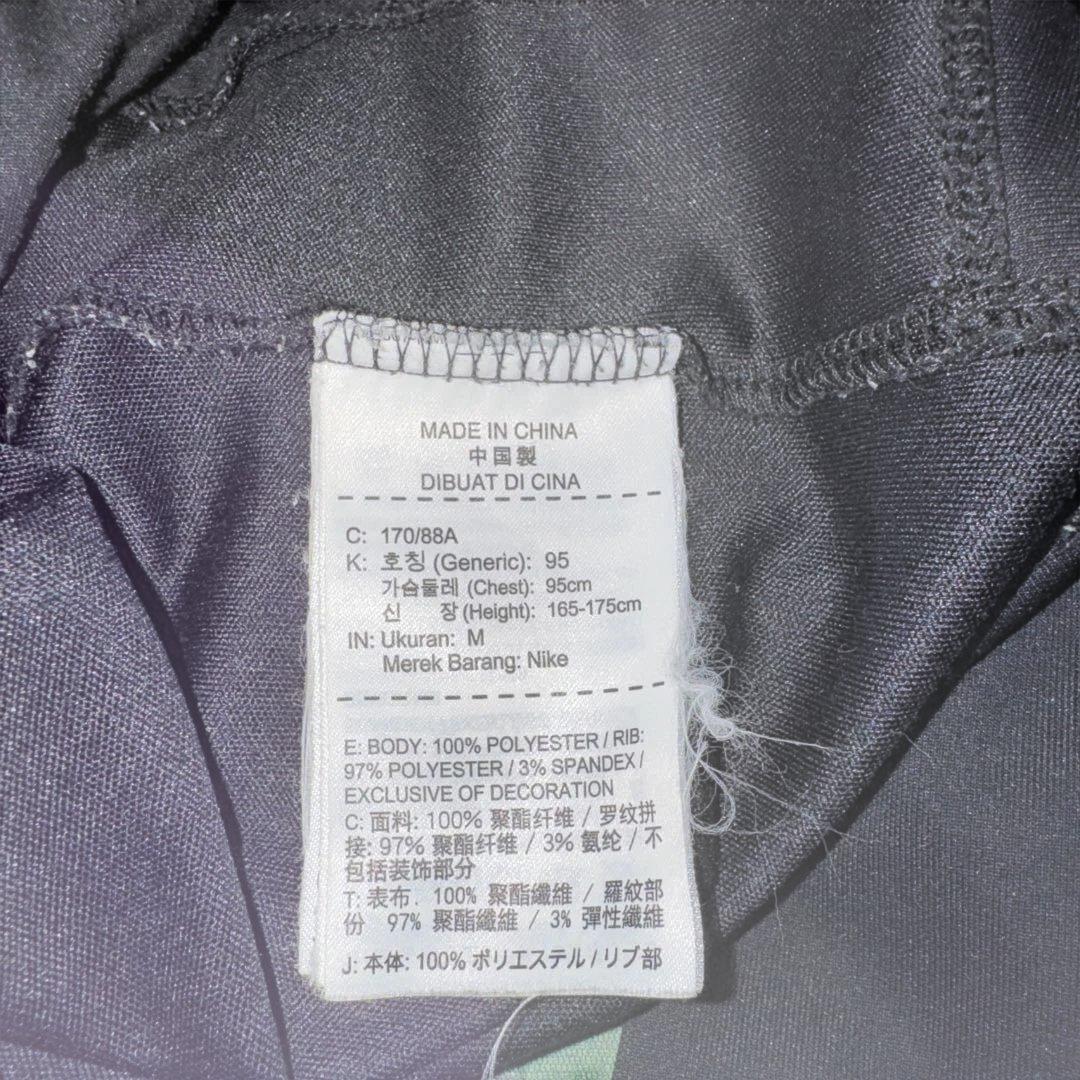 MADE IN CHINA
中国製
DIBUAT DI CINA
C: 170/88A
K: 호칭 (Generic): 95
가슴둘레 (Chest): 95cm
신 장 (Height): 165-175cm
IN: Ukuran: M
Merek Barang: Nike
E: BODY: 100% POLYESTER / RIB:
97% POLYESTER / 3% SPANDEX /
EXCLUSIVE OF DECORATION
C: 面料: 100% 聚酯纤维 / 罗纹拼
接: 97% 聚酯纤维 / 3% 氨纶 / 不
包括装饰部分
T: 表布. 100% 聚酯纖維 / 羅紋部
份 97% 聚酯纖維 / 3% 彈性纖維
J: 本体: 100% ポリエステル / リブ部